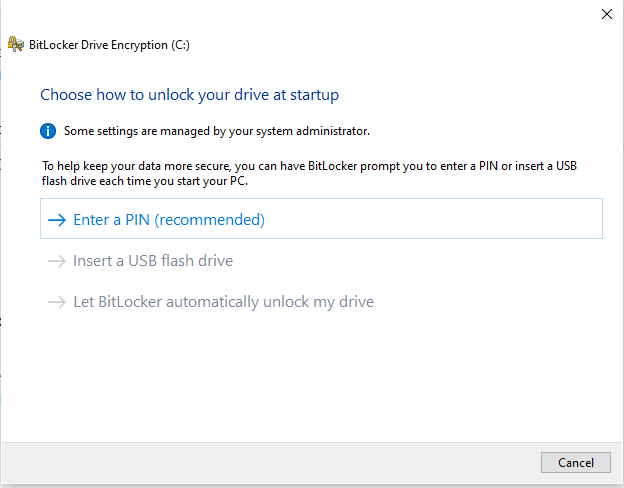 BitLocker Drive Encryption (C:)
Choose how to unlock your drive at startup
Some settings are managed by your system administrator.
To help keep your data more secure, you can have BitLocker prompt you to enter a PIN or insert a USB
flash drive each time you start your PC.
Enter a PIN (recommended)
Insert a USB flash drive
Let BitLocker automatically unlock my drive
Cancel